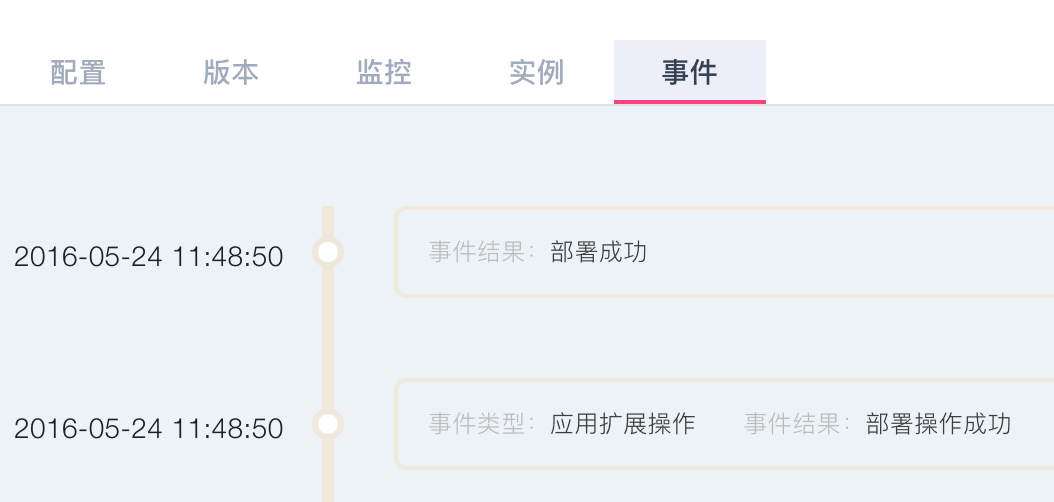 配置 版本 监控 实例 事件
2016-05-24 11:48:50 事件结果：部署成功
2016-05-24 11:48:50 事件类型：应用扩展操作 事件结果：部署操作成功